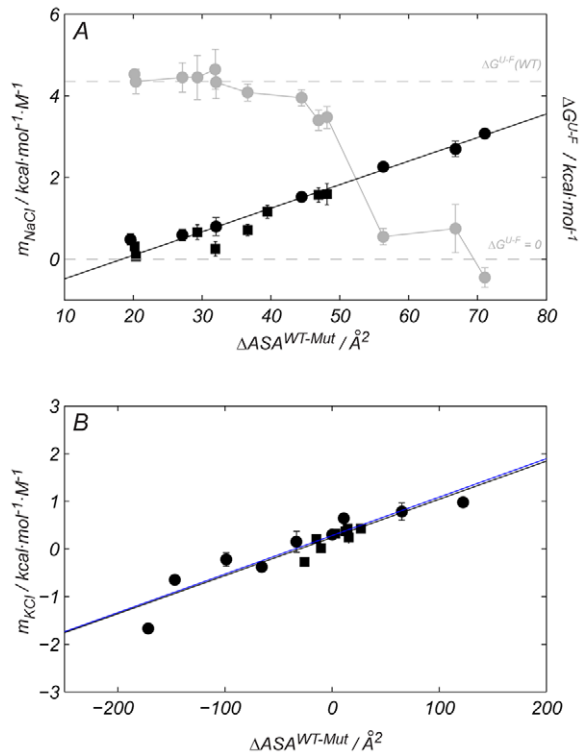 A
6
4
2
0
m_NaCl / kcal·mol⁻¹·M⁻¹
ΔG^U-F(WT)
ΔG^U-F = 0
ΔG^U-F / kcal·mol⁻¹
10 20 30 40 50 60 70 80
ΔASA^WT-Mut / Å²
B
3
2
1
0
−1
−2
−3
m_KCl / kcal·mol⁻¹·M⁻¹
−200 −100 0 100 200
ΔASA^WT-Mut / Å²